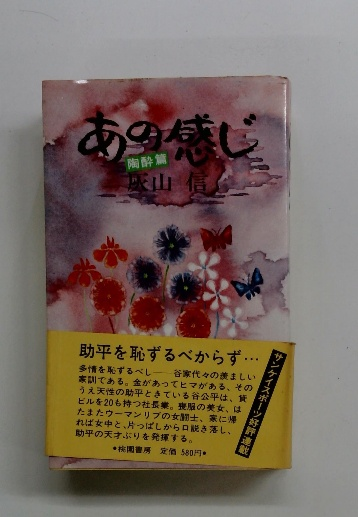 あの感じ
陶酔篇
灰山 信
助平を恥ずるべからず…
多情を恥ずるべし――谷家代々の羨ましい
家訓である。金があってヒマがある、その
うえ天性の助平ときている谷公平は、貸
ビルを20も持つ社長業。喪服の美女、は
たまたウーマンリブの女闘士、家に帰
れば女中と、片っぱしから口説き落し、
助平の天才ぶりを発揮する。
サンケイスポーツ好評連載
●桃園書房 定価 580円●